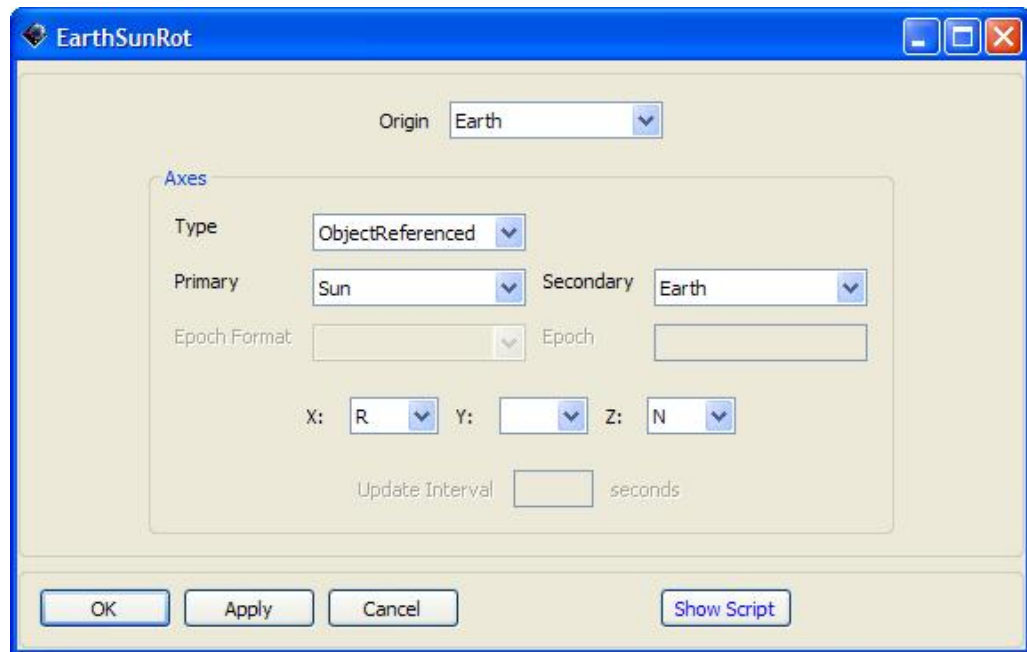 EarthSunRot
Origin Earth
Axes
Type ObjectReferenced
Primary Sun Secondary Earth
Epoch Format Epoch
X: R Y: Z: N
Update Interval seconds
OK Apply Cancel Show Script